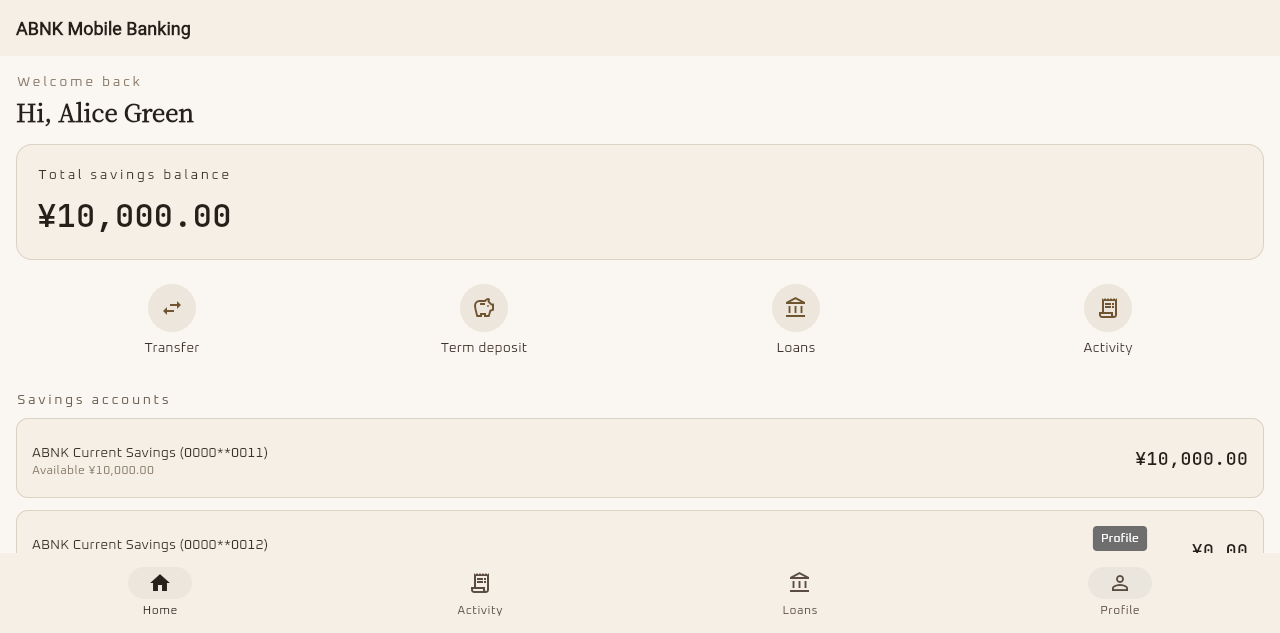 ABNK Mobile Banking
Welcome back
Hi, Alice Green
Total savings balance
¥10,000.00
Transfer
Term deposit
Loans
Activity
Savings accounts
ABNK Current Savings (0000**0011)
Available ¥10,000.00
¥10,000.00
ABNK Current Savings (0000**0012)
¥0.00
Profile
Home
Activity
Loans
Profile